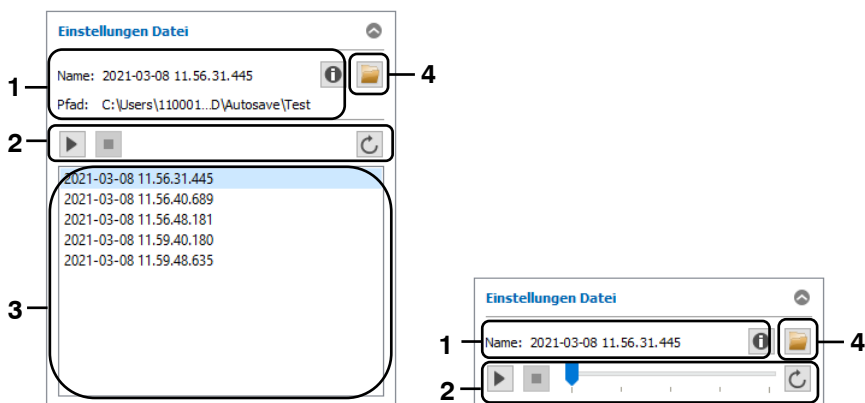 Einstellungen Datei
1
Name: 2021-03-08 11.56.31.445
4
Pfad: C:\Users\110001...D\Autosave\Test
2
2021-03-08 11.56.31.445
2021-03-08 11.56.40.689
2021-03-08 11.56.48.181
2021-03-08 11.59.40.180
2021-03-08 11.59.48.635
3
Einstellungen Datei
1
Name: 2021-03-08 11.56.31.445
4
2